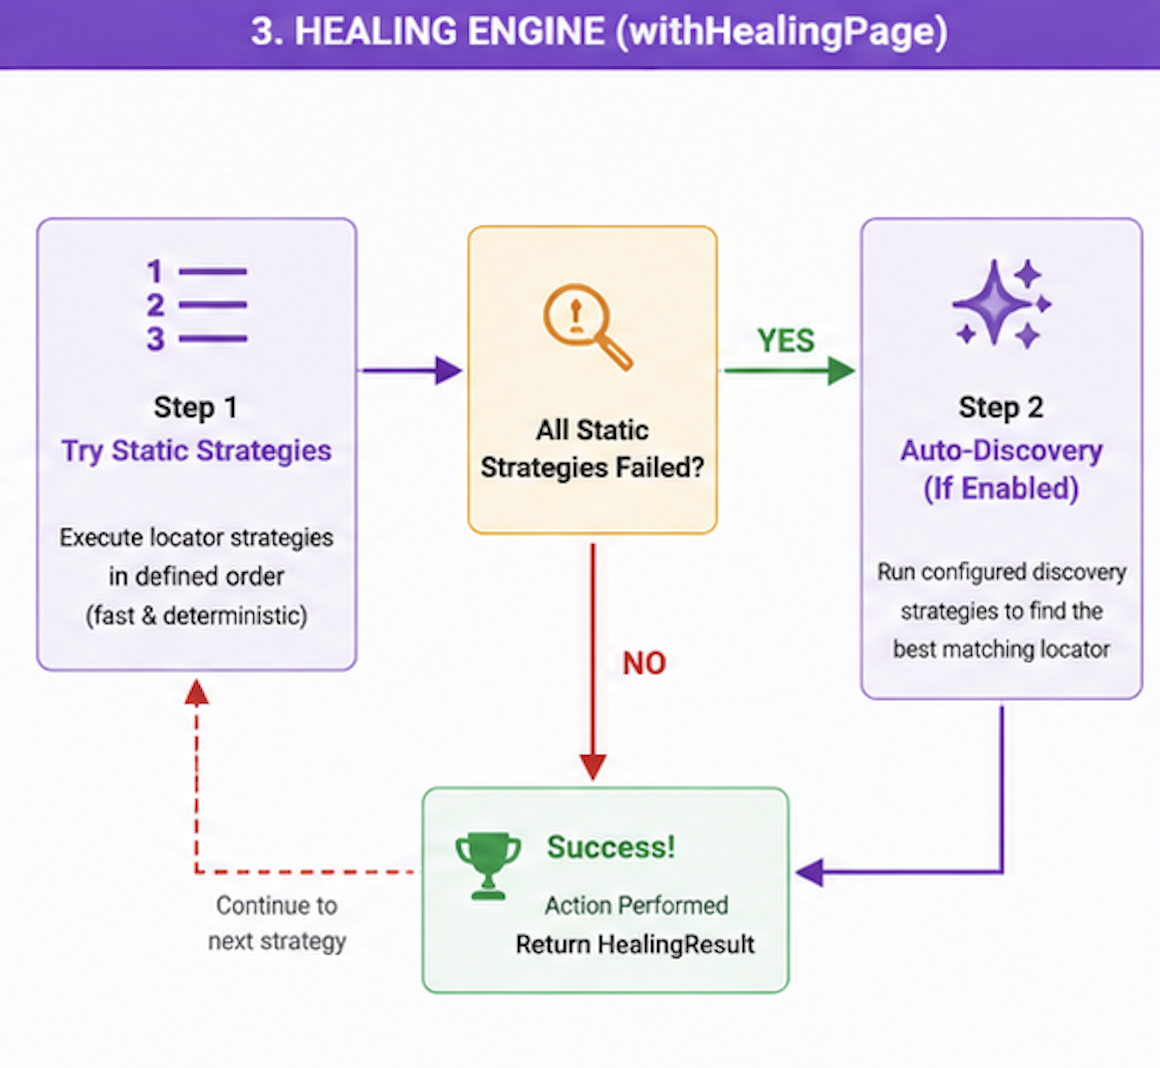 3. HEALING ENGINE (withHealingPage)
1
2
3
Step 1
Try Static Strategies
Execute locator strategies
in defined order
(fast & deterministic)
All Static
Strategies Failed?
YES
Step 2
Auto-Discovery
(If Enabled)
Run configured discovery
strategies to find the
best matching locator
NO
Success!
Action Performed
Return HealingResult
Continue to
next strategy